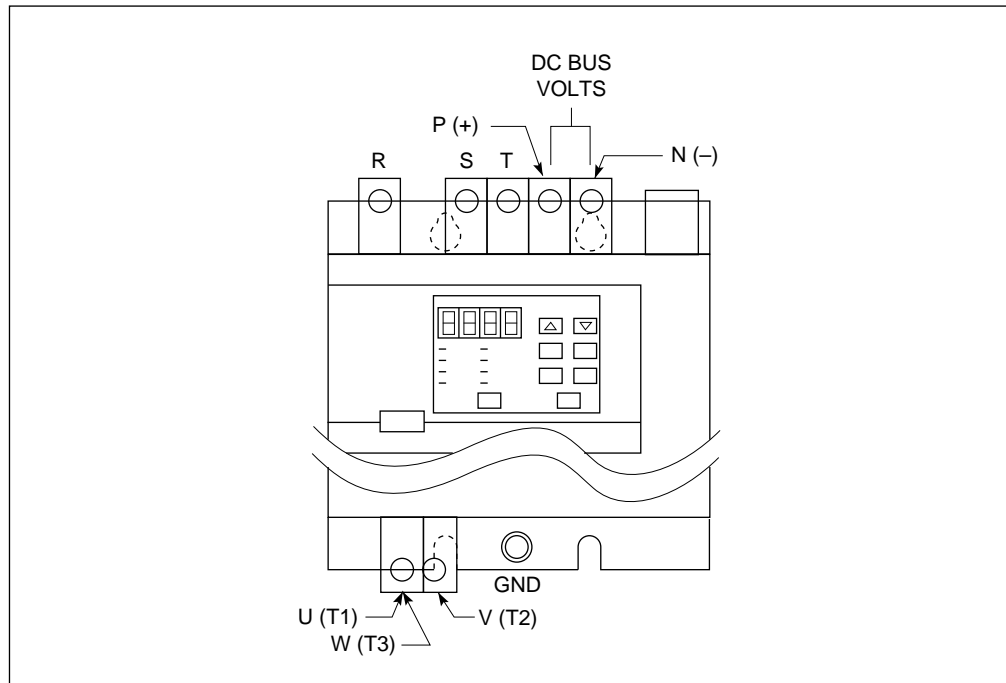 DC BUS
VOLTS
P (+)
N (–)
R
S
T
GND
U (T1)
V (T2)
W (T3)